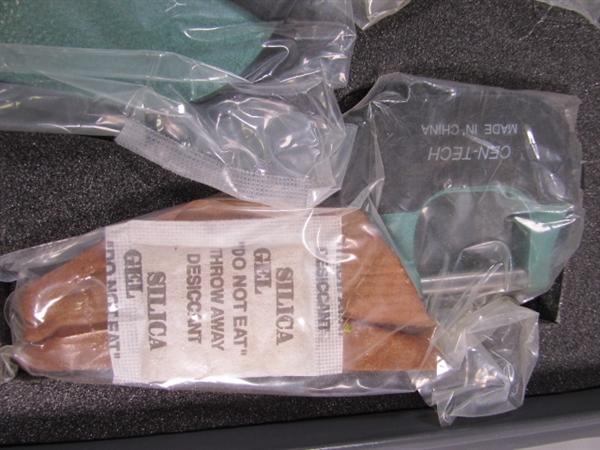 CEN-TECH
MADE IN CHINA
SILICA
GEL
"DO NOT EAT"
THROW AWAY
DESICCANT
SILICA
GEL
"DO NOT EAT"
DESICCANT